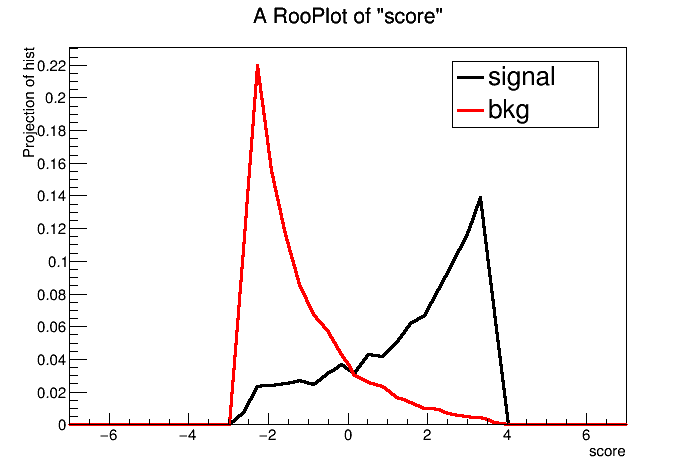 A RooPlot of "score"
Projection of hist
0.22
0.2
0.18
0.16
0.14
0.12
0.1
0.08
0.06
0.04
0.02
0
signal
bkg
−6 −4 −2 0 2 4 6
score